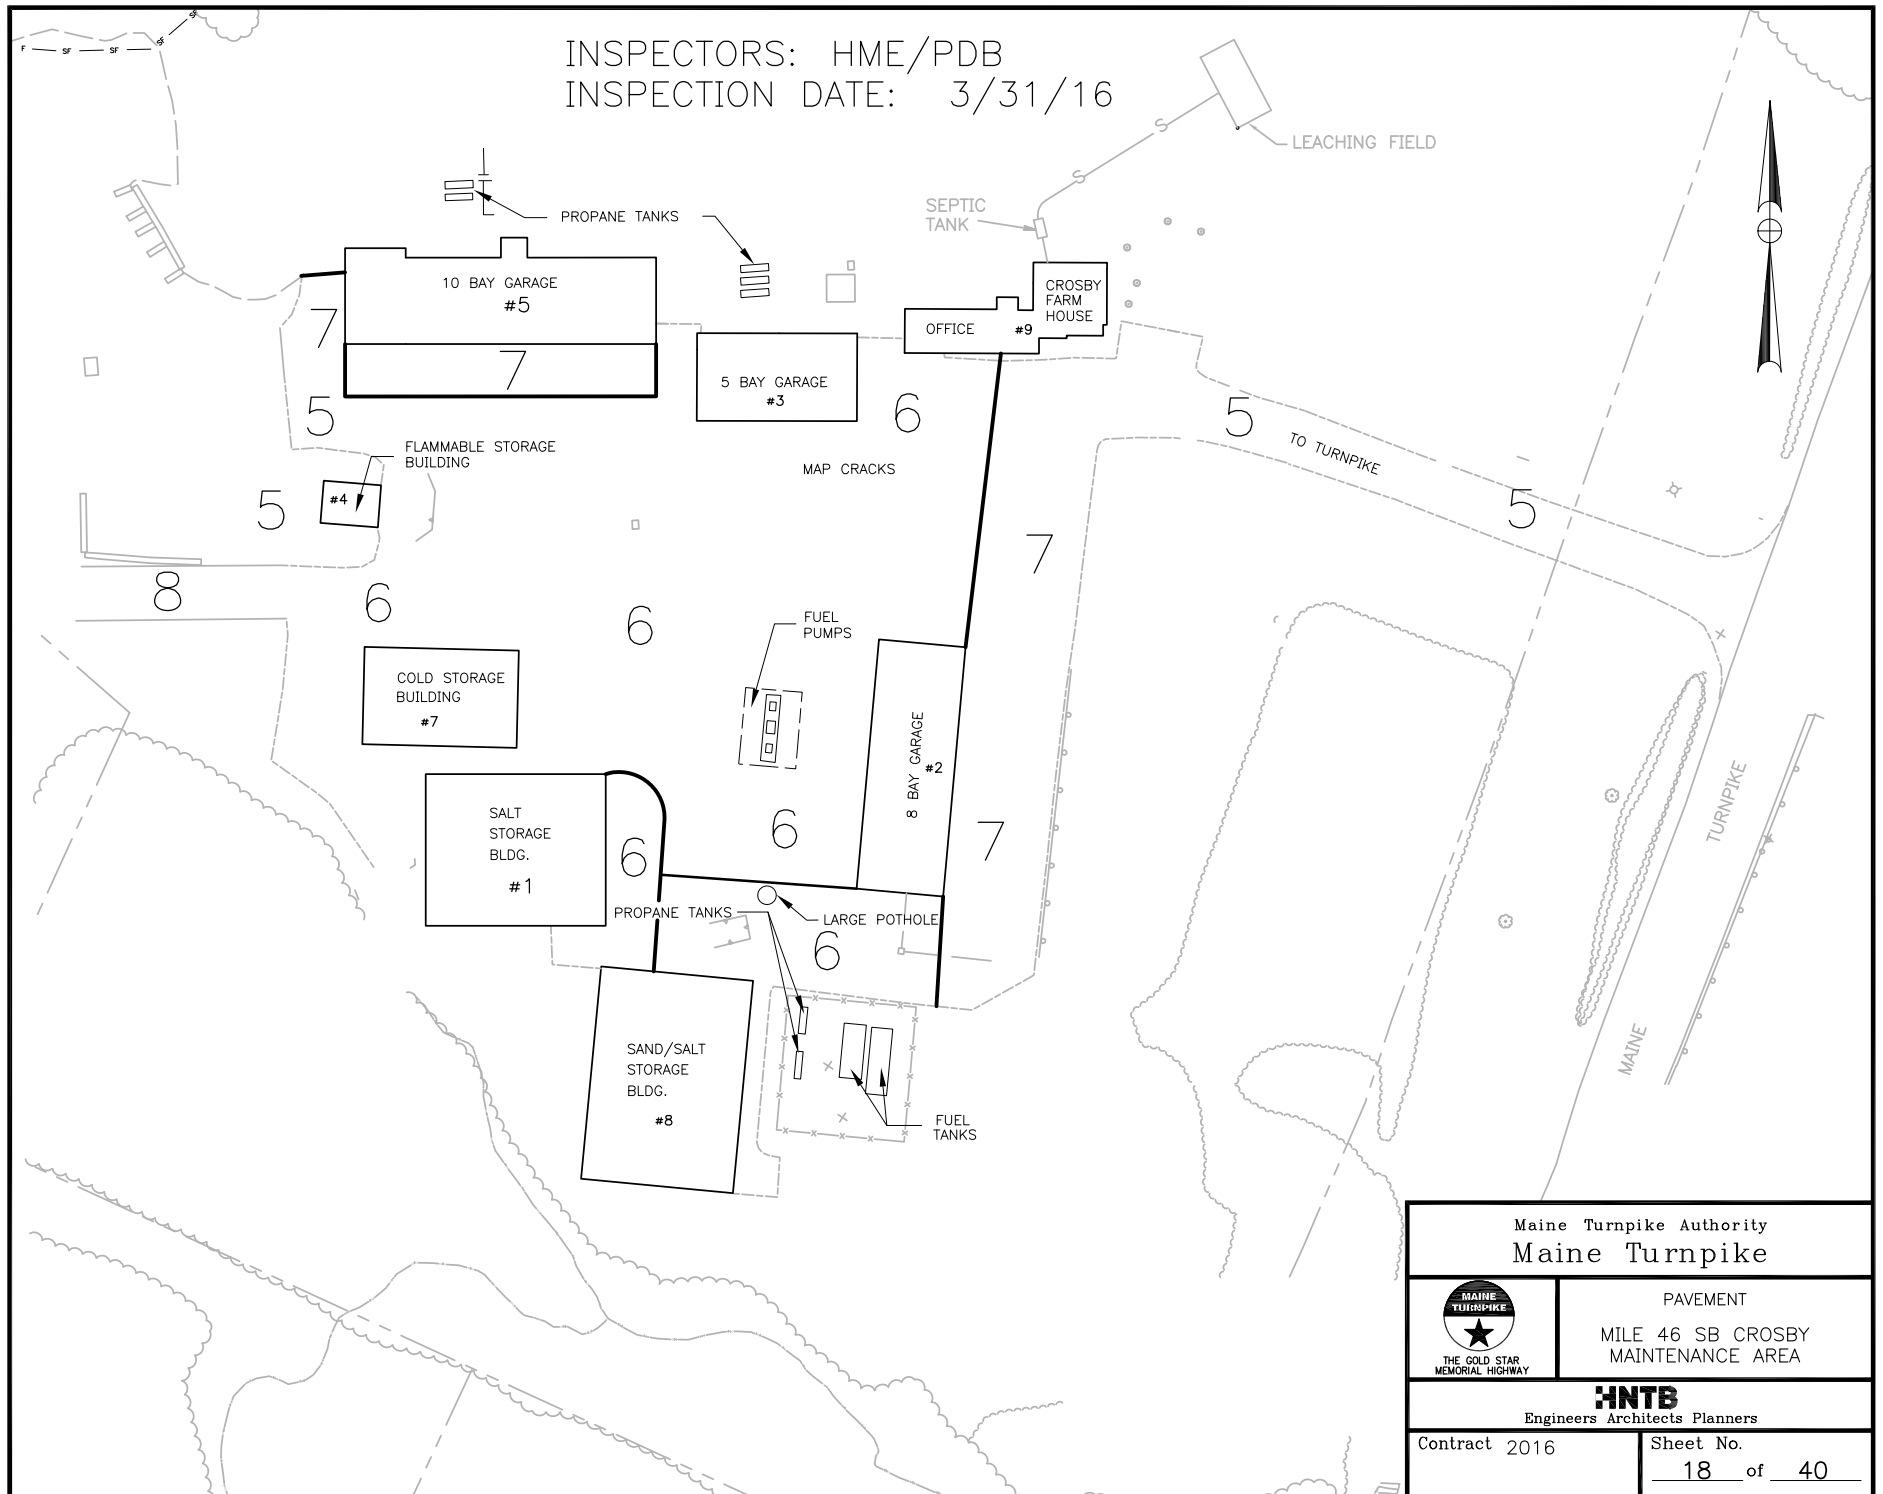 F SF SF SF SF
INSPECTORS: HME/PDB
INSPECTION DATE: 3/31/16
LEACHING FIELD
S
S
SEPTIC
TANK
PROPANE TANKS
10 BAY GARAGE
#5
CROSBY
FARM
HOUSE
OFFICE #9
7
7
5 BAY GARAGE
#3
5
6
5
TO TURNPIKE
FLAMMABLE STORAGE
BUILDING
MAP CRACKS
#4
5
5
7
8
6
6
FUEL
PUMPS
COLD STORAGE
BUILDING
#7
8 BAY GARAGE
#2
SALT
STORAGE
BLDG.
#1
6
6
7
MAINE TURNPIKE
PROPANE TANKS
LARGE POTHOLE
6
SAND/SALT
STORAGE
BLDG.
#8
FUEL
TANKS
Maine Turnpike Authority
Maine Turnpike
MAINE
TURNPIKE
THE GOLD STAR
MEMORIAL HIGHWAY
PAVEMENT
MILE 46 SB CROSBY
MAINTENANCE AREA
HNTB
Engineers Architects Planners
Contract 2016
Sheet No.
18 of 40